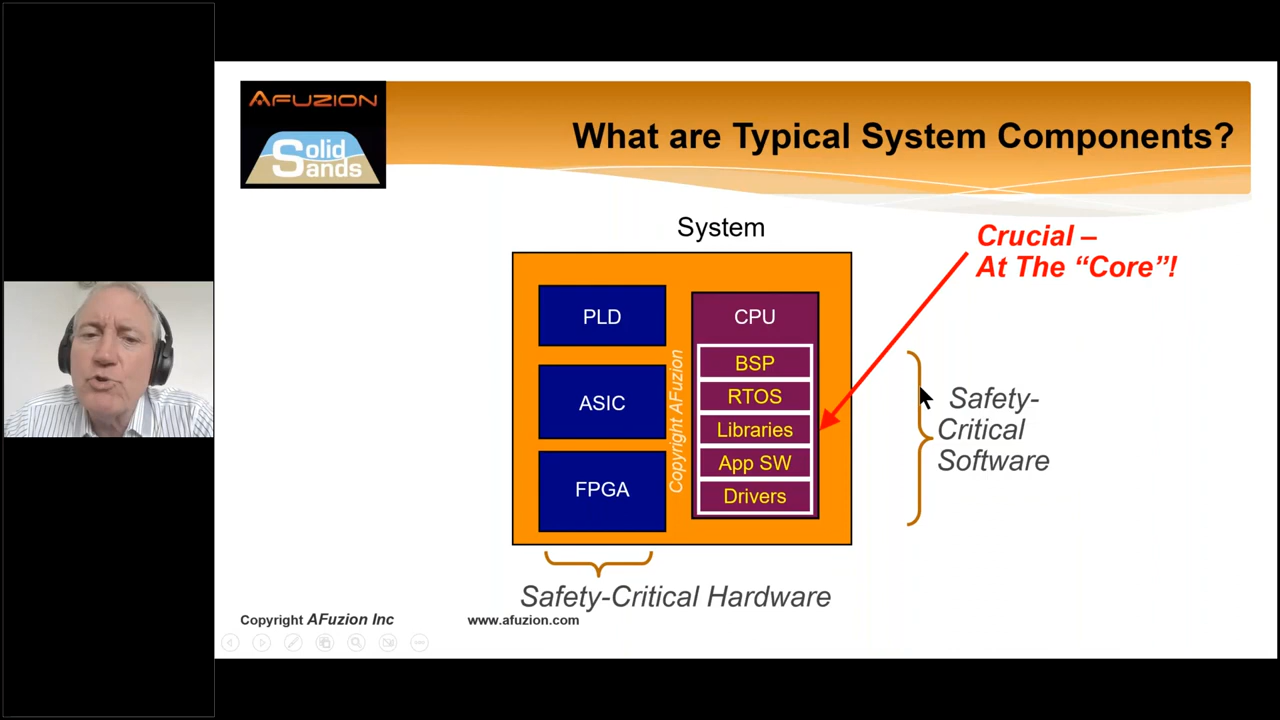 AFUZION
Solid
Sands
What are Typical System Components?
System
Crucial –
At The “Core”!
PLD
ASIC
FPGA
Copyright AFuzion
CPU
BSP
RTOS
Libraries
App SW
Drivers
Safety-
Critical
Software
Safety-Critical Hardware
Copyright AFuzion Inc
www.afuzion.com